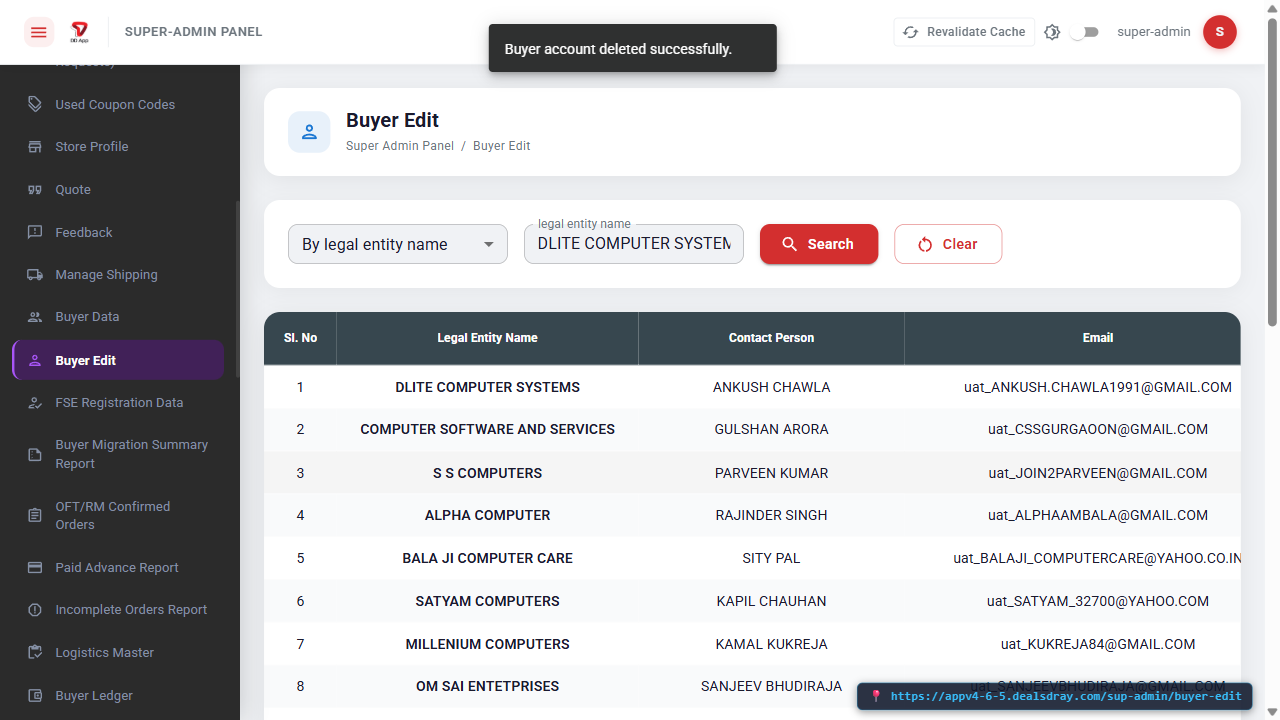 DD App
SUPER-ADMIN PANEL
Buyer account deleted successfully.
Revalidate Cache
super-admin
S
Used Coupon Codes
Store Profile
Quote
Feedback
Manage Shipping
Buyer Data
Buyer Edit
FSE Registration Data
Buyer Migration Summary
Report
OFT/RM Confirmed
Orders
Paid Advance Report
Incomplete Orders Report
Logistics Master
Buyer Ledger
Buyer Edit
Super Admin Panel / Buyer Edit
By legal entity name
legal entity name
DLITE COMPUTER SYSTEM
Search
Clear
Sl. No Legal Entity Name Contact Person Email
1 DLITE COMPUTER SYSTEMS ANKUSH CHAWLA uat_ANKUSH.CHAWLA1991@GMAIL.COM
2 COMPUTER SOFTWARE AND SERVICES GULSHAN ARORA uat_CSSGURGAOON@GMAIL.COM
3 S S COMPUTERS PARVEEN KUMAR uat_JOIN2PARVEEN@GMAIL.COM
4 ALPHA COMPUTER RAJINDER SINGH uat_ALPHAAMBALA@GMAIL.COM
5 BALA JI COMPUTER CARE SITY PAL uat_BALAJI_COMPUTERCARE@YAHOO.CO.IN
6 SATYAM COMPUTERS KAPIL CHAUHAN uat_SATYAM_32700@YAHOO.COM
7 MILLENIUM COMPUTERS KAMAL KUKREJA uat_KUKREJA84@GMAIL.COM
8 OM SAI ENTETPRISES SANJEEV BHUDIRAJA uat_SANJEEVBHUDIRAJA@GMAIL.COM
https://appv4-6-5.dealsdray.com/sup-admin/buyer-edit